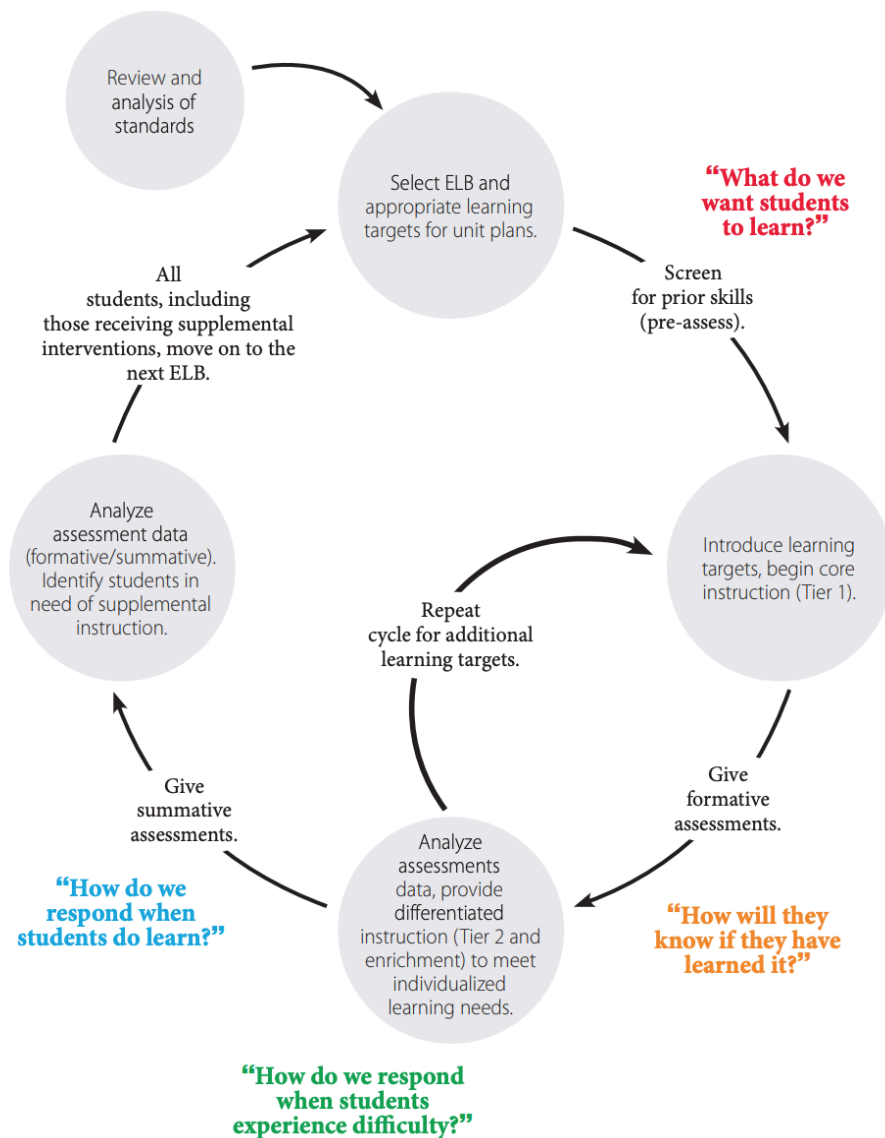 Review and
analysis of
standards
Select ELB and
appropriate learning
targets for unit plans.
“What do we
want students
to learn?”
Screen
for prior skills
(pre-assess).
All
students, including
those receiving supplemental
interventions, move on to the
next ELB.
Introduce learning
targets, begin core
instruction (Tier 1).
Analyze
assessment data
(formative/summative).
Identify students in
need of supplemental
instruction.
Repeat
cycle for additional
learning targets.
Give
formative
assessments.
Give
summative
assessments.
Analyze
assessments
data, provide
differentiated
instruction (Tier 2 and
enrichment) to meet
individualized
learning needs.
“How do we
respond when
students do learn?”
“How will they
know if they have
learned it?”
“How do we respond
when students
experience difficulty?”